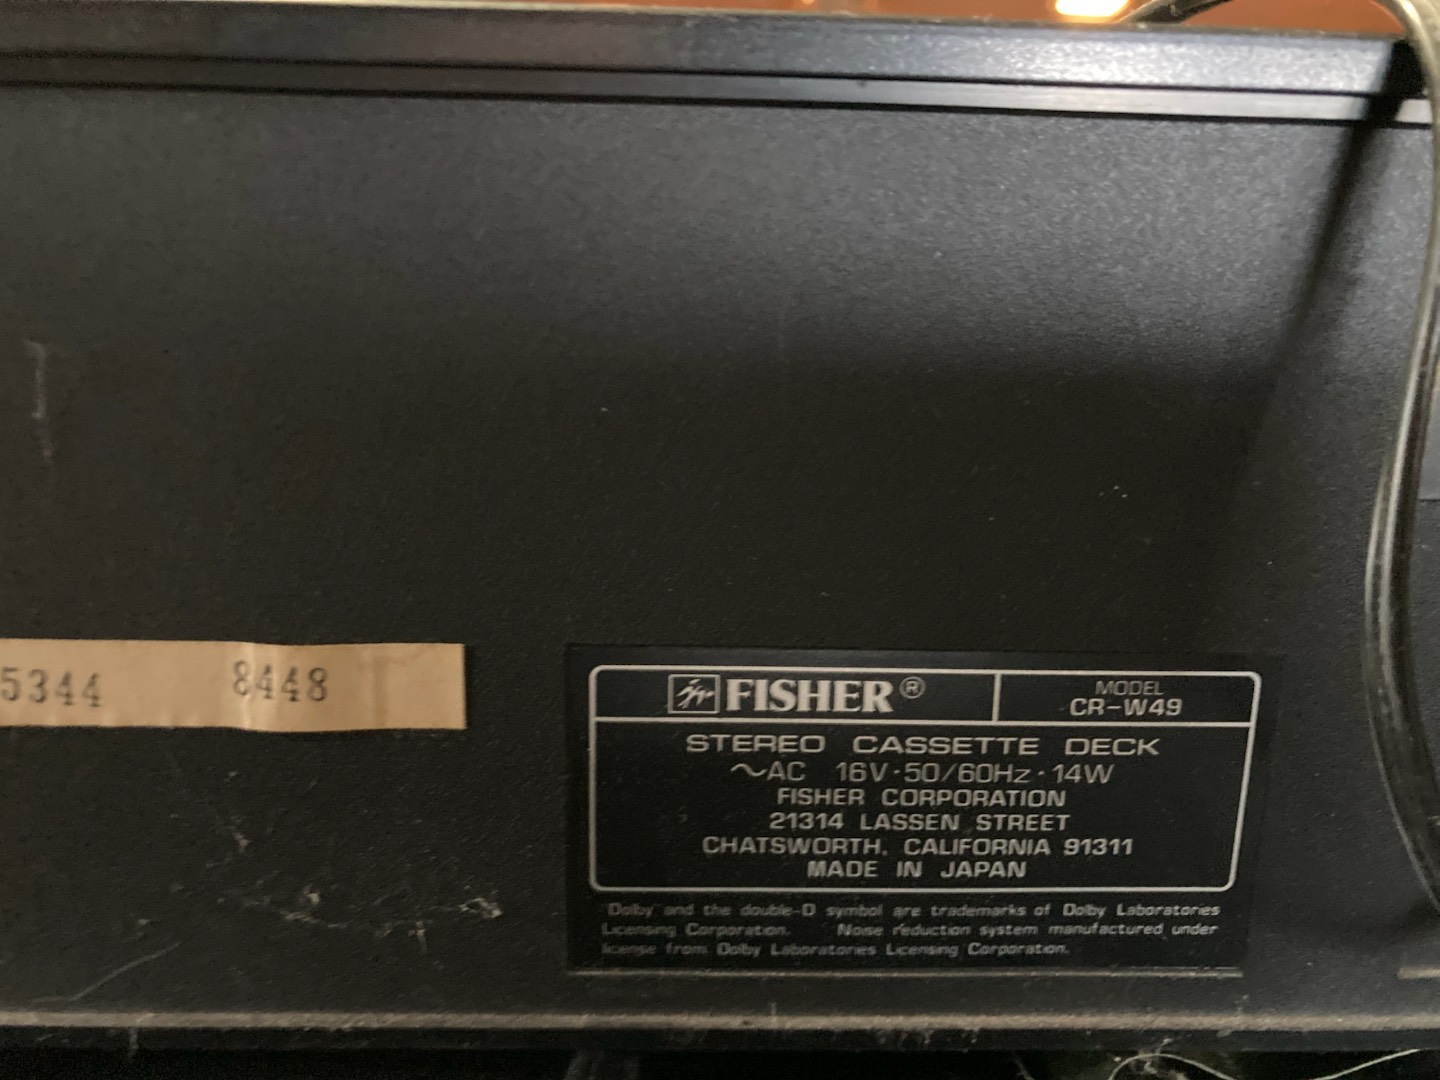 5344 8448
FISHER®
MODEL
CR-W49
STEREO CASSETTE DECK
~AC 16V·50/60Hz·14W
FISHER CORPORATION
21314 LASSEN STREET
CHATSWORTH, CALIFORNIA 91311
MADE IN JAPAN
"Dolby" and the double-D symbol are trademarks of Dolby Laboratories
Licensing Corporation. Noise reduction system manufactured under
license from Dolby Laboratories Licensing Corporation.